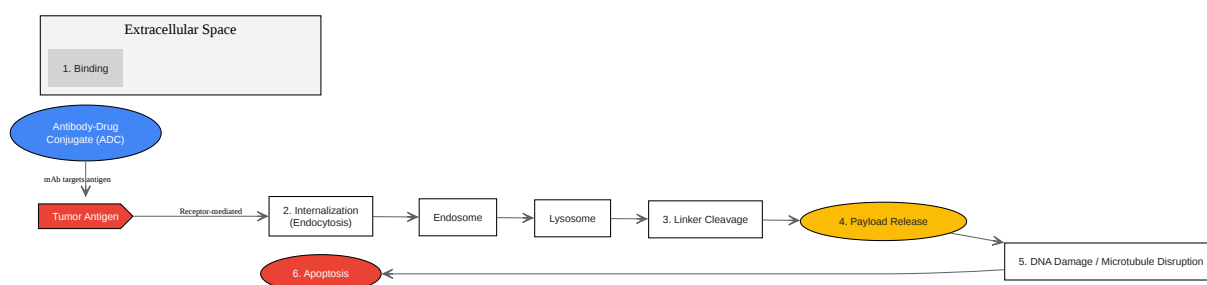 Extracellular Space
1. Binding
Antibody-Drug
Conjugate (ADC)
mAb targets antigen
Tumor Antigen
Receptor-mediated
2. Internalization
(Endocytosis)
Endosome
Lysosome
3. Linker Cleavage
4. Payload Release
5. DNA Damage / Microtubule Disruption
6. Apoptosis